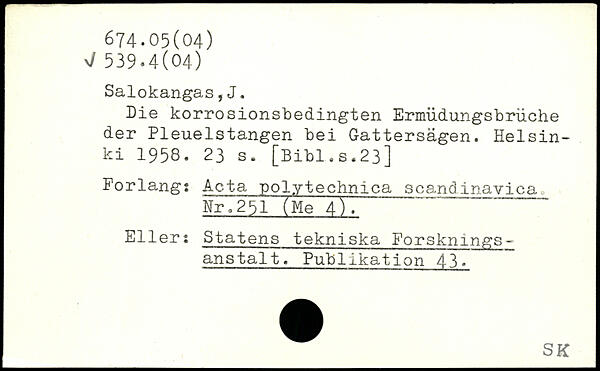 674.05(04)
√ 539.4(04)
Salokangas,J.
Die korrosionsbedingten Ermüdungsbrüche
der Pleuelstangen bei Gattersägen. Helsin-
ki 1958. 23 s. [Bibl.s.23]
Forlang: Acta polytechnica scandinavica.
Nr.251 (Me 4).
Eller: Statens tekniska Forsknings-
anstalt. Publikation 43.
SK